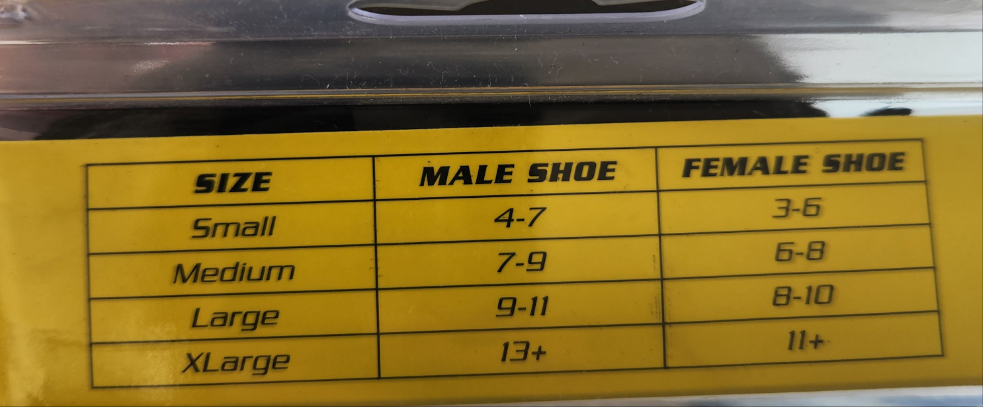 SIZE MALE SHOE FEMALE SHOE
Small 4-7 3-6
Medium 7-9 6-8
Large 9-11 8-10
XLarge 13+ 11+